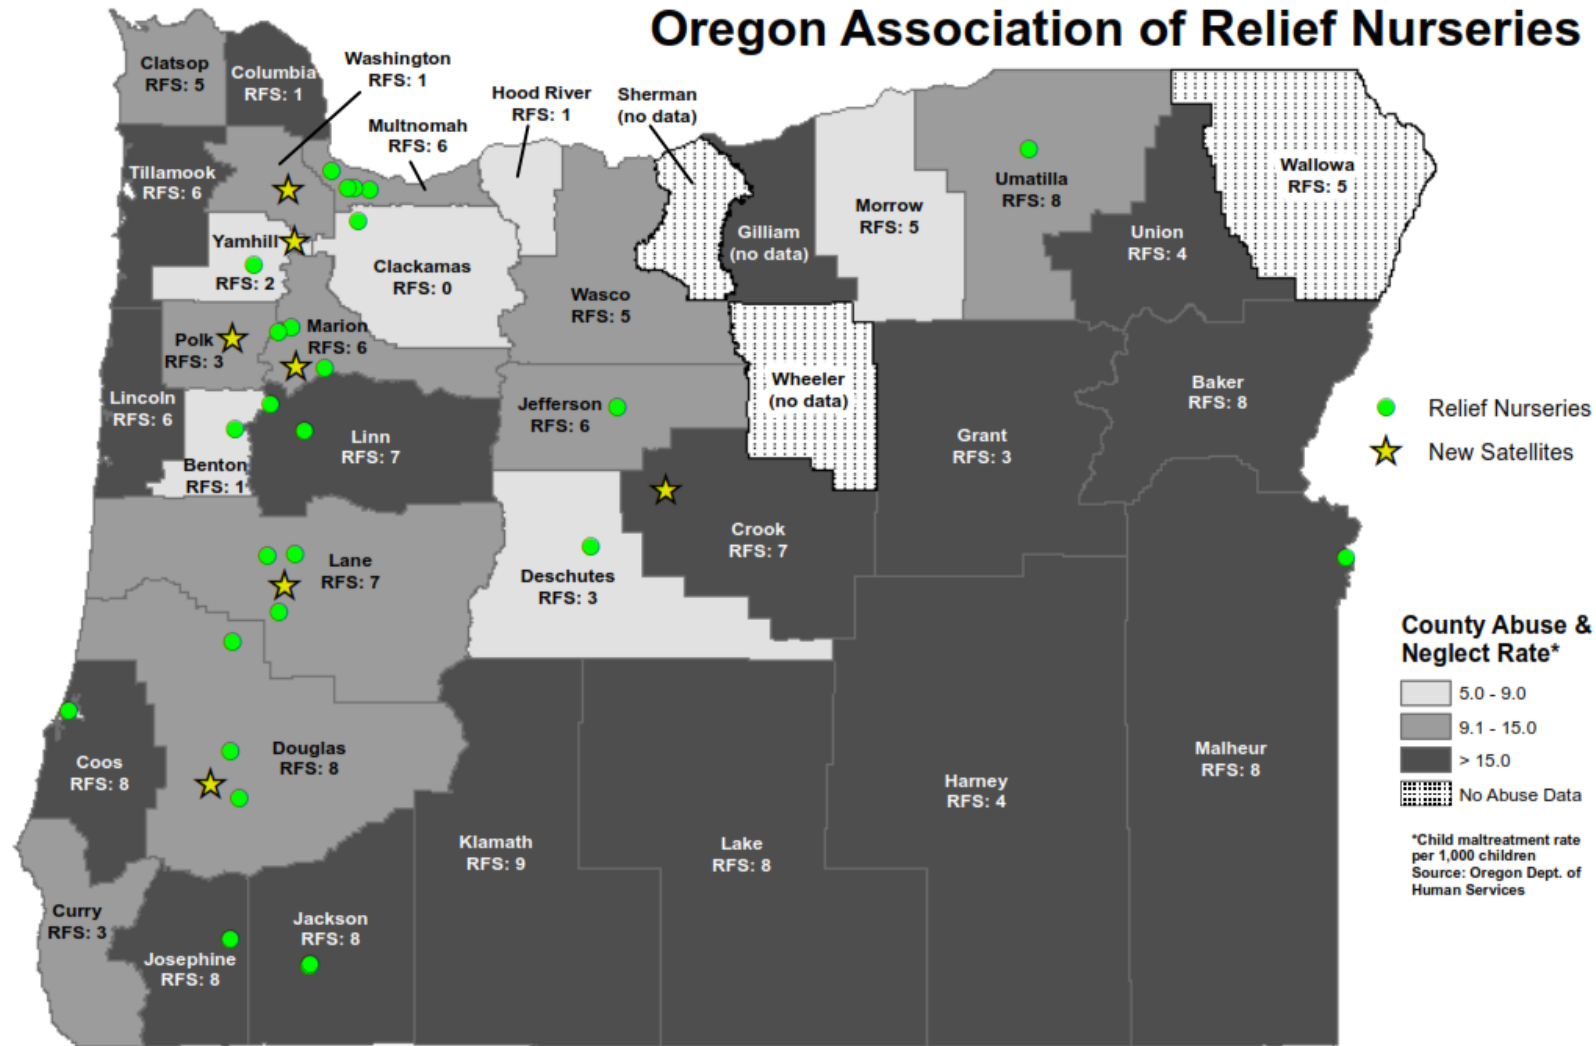 Oregon Association of Relief Nurseries
Clatsop
RFS: 5
Columbia
RFS: 1
Washington
RFS: 1
Multnomah
RFS: 6
Hood River
RFS: 1
Sherman
(no data)
Tillamook
RFS: 6
Wallowa
RFS: 5
Umatilla
RFS: 8
Morrow
RFS: 5
Gilliam
(no data)
Union
RFS: 4
Yamhill
RFS: 2
Clackamas
RFS: 0
Wasco
RFS: 5
Polk
RFS: 3
Marion
RFS: 6
Wheeler
(no data)
Baker
RFS: 8
Lincoln
RFS: 6
Jefferson
RFS: 6
Linn
RFS: 7
Grant
RFS: 3
Benton
RFS: 1
Crook
RFS: 7
Lane
RFS: 7
Deschutes
RFS: 3
Coos
RFS: 8
Douglas
RFS: 8
Malheur
RFS: 8
Harney
RFS: 4
Klamath
RFS: 9
Lake
RFS: 8
Curry
RFS: 3
Jackson
RFS: 8
Josephine
RFS: 8
Relief Nurseries
New Satellites
County Abuse &
Neglect Rate*
5.0 - 9.0
9.1 - 15.0
> 15.0
No Abuse Data
*Child maltreatment rate
per 1,000 children
Source: Oregon Dept. of
Human Services